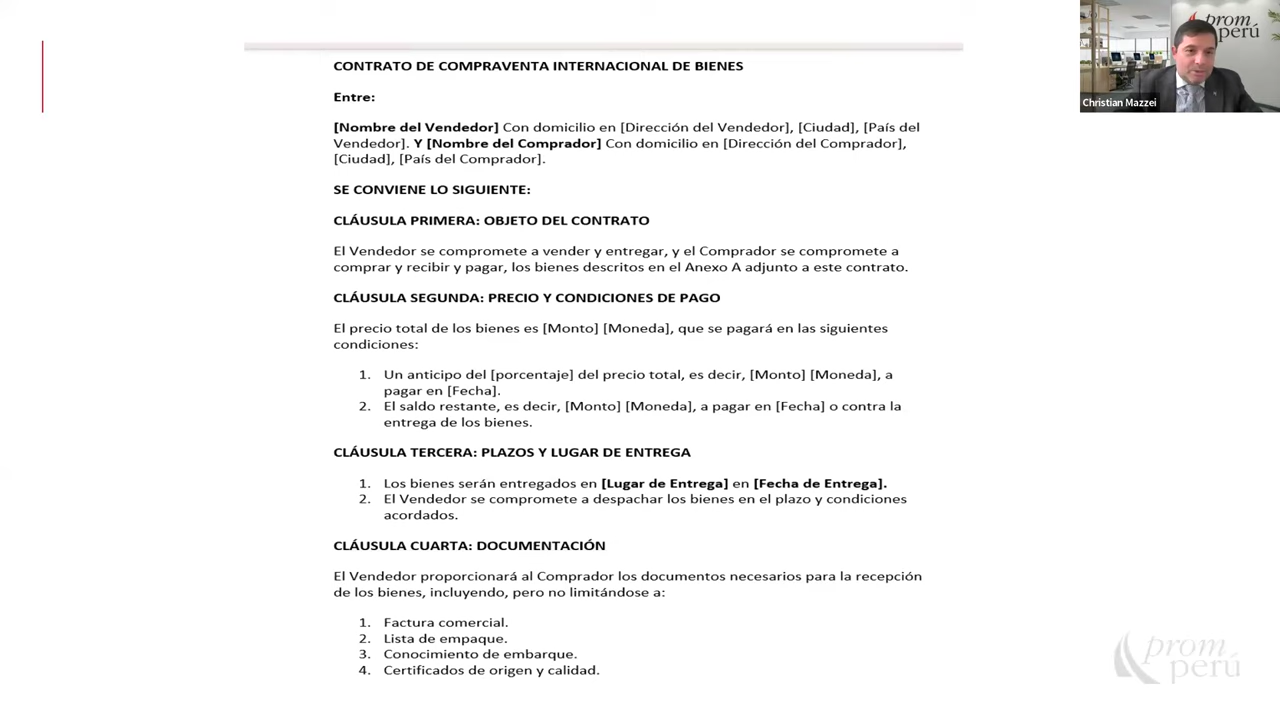 CONTRATO DE COMPRAVENTA INTERNACIONAL DE BIENES
Entre:
[Nombre del Vendedor] Con domicilio en [Dirección del Vendedor], [Ciudad], [País del
Vendedor]. Y [Nombre del Comprador] Con domicilio en [Dirección del Comprador],
[Ciudad], [País del Comprador].
SE CONVIENE LO SIGUIENTE:
CLÁUSULA PRIMERA: OBJETO DEL CONTRATO
El Vendedor se compromete a vender y entregar, y el Comprador se compromete a
comprar y recibir y pagar, los bienes descritos en el Anexo A adjunto a este contrato.
CLÁUSULA SEGUNDA: PRECIO Y CONDICIONES DE PAGO
El precio total de los bienes es [Monto] [Moneda], que se pagará en las siguientes
condiciones:
1. Un anticipo del [porcentaje] del precio total, es decir, [Monto] [Moneda], a
pagar en [Fecha].
2. El saldo restante, es decir, [Monto] [Moneda], a pagar en [Fecha] o contra la
entrega de los bienes.
CLÁUSULA TERCERA: PLAZOS Y LUGAR DE ENTREGA
1. Los bienes serán entregados en [Lugar de Entrega] en [Fecha de Entrega].
2. El Vendedor se compromete a despachar los bienes en el plazo y condiciones
acordados.
CLÁUSULA CUARTA: DOCUMENTACIÓN
El Vendedor proporcionará al Comprador los documentos necesarios para la recepción
de los bienes, incluyendo, pero no limitándose a:
1. Factura comercial.
2. Lista de empaque.
3. Conocimiento de embarque.
4. Certificados de origen y calidad.
prom
perú
Christian Mazzei
prom
perú